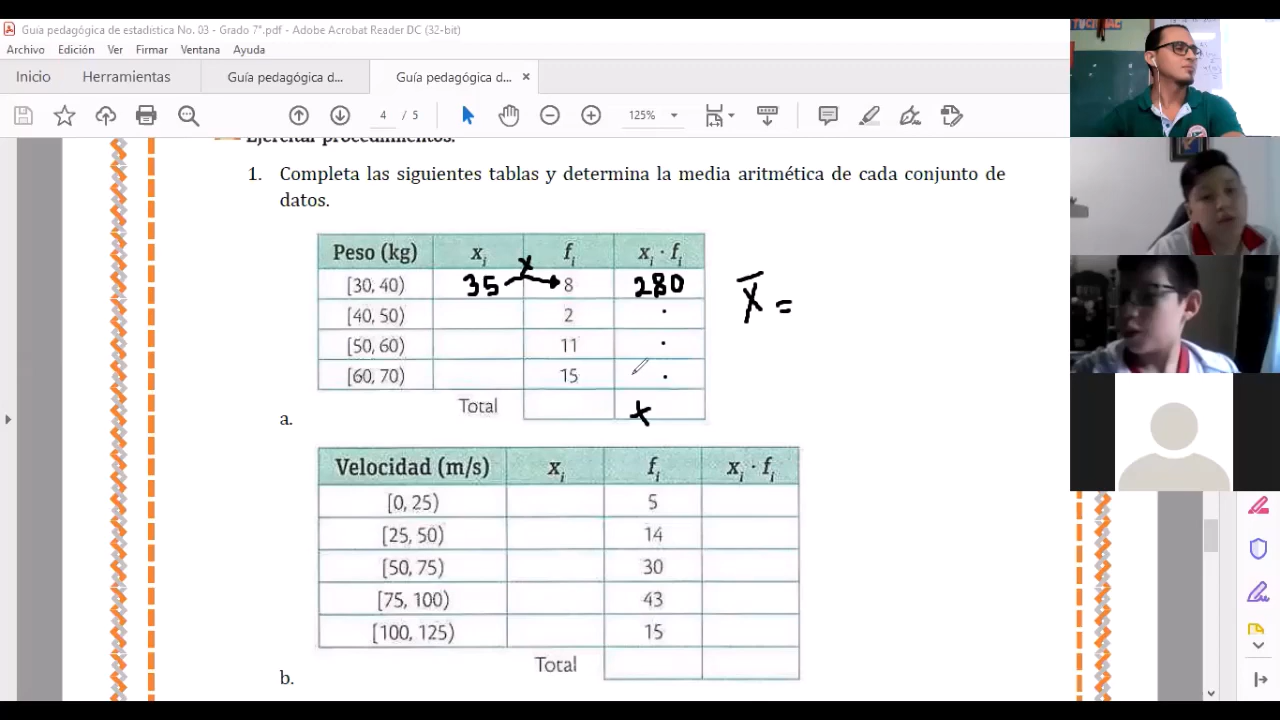 Guía pedagógica de estadística No. 03 - Grado 7°.pdf - Adobe Acrobat Reader DC (32-bit)
Archivo Edición Ver Firmar Ventana Ayuda
Inicio Herramientas Guía pedagógica d... Guía pedagógica d... ×
4 / 5 125%
Ejercitar procedimientos.
1. Completa las siguientes tablas y determina la media aritmética de cada conjunto de
datos.
Peso (kg) xi fi xi · fi
x
[30, 40) 35 8 280
x̄ =
[40, 50) 2
[50, 60) 11
[60, 70) 15
Total +
a.
Velocidad (m/s) xi fi xi · fi
[0, 25) 5
[25, 50) 14
[50, 75) 30
[75, 100) 43
[100, 125) 15
Total
b.